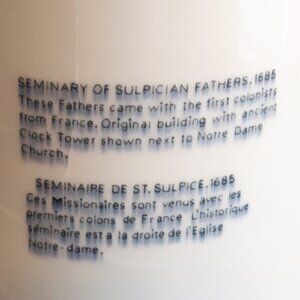 SEMINARY OF SULPICIAN FATHERS, 1685
These Fathers came with the first colonists
from France. Original building with ancient
Clock Tower shown next to Notre Dame
Church.
SEMINAIRE DE ST. SULPICE, 1685
Ces Missionaires sont venus avec les
premiers colons de France L'historique
séminaire est a la droite de l'Eglise
Notre-dame.